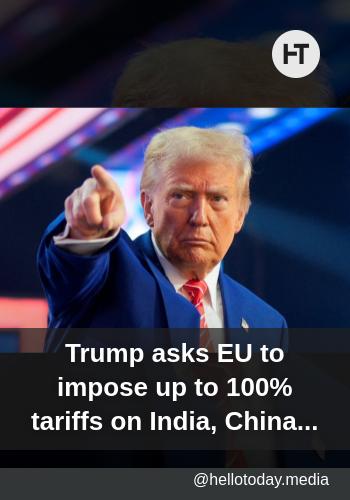 HT
Trump asks EU to
impose up to 100%
tariffs on India, China...
@hellotoday.media